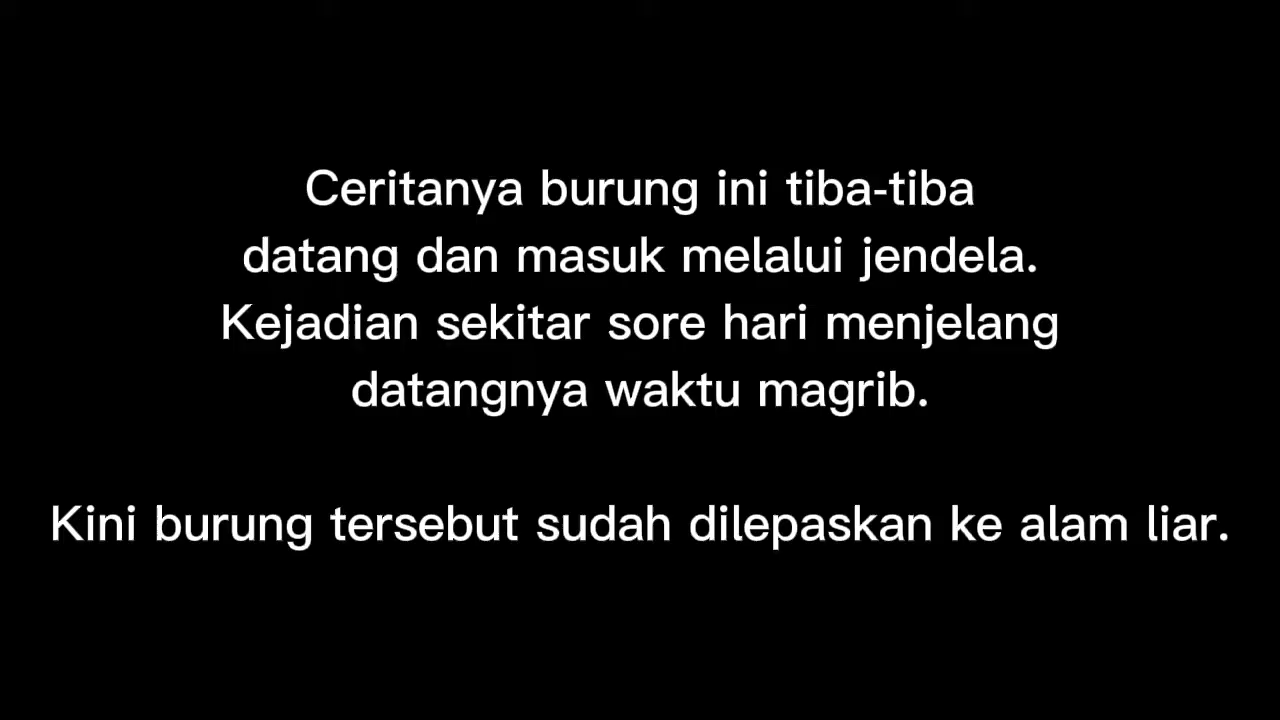 Ceritanya burung ini tiba-tiba
datang dan masuk melalui jendela.
Kejadian sekitar sore hari menjelang
datangnya waktu magrib.
Kini burung tersebut sudah dilepaskan ke alam liar.